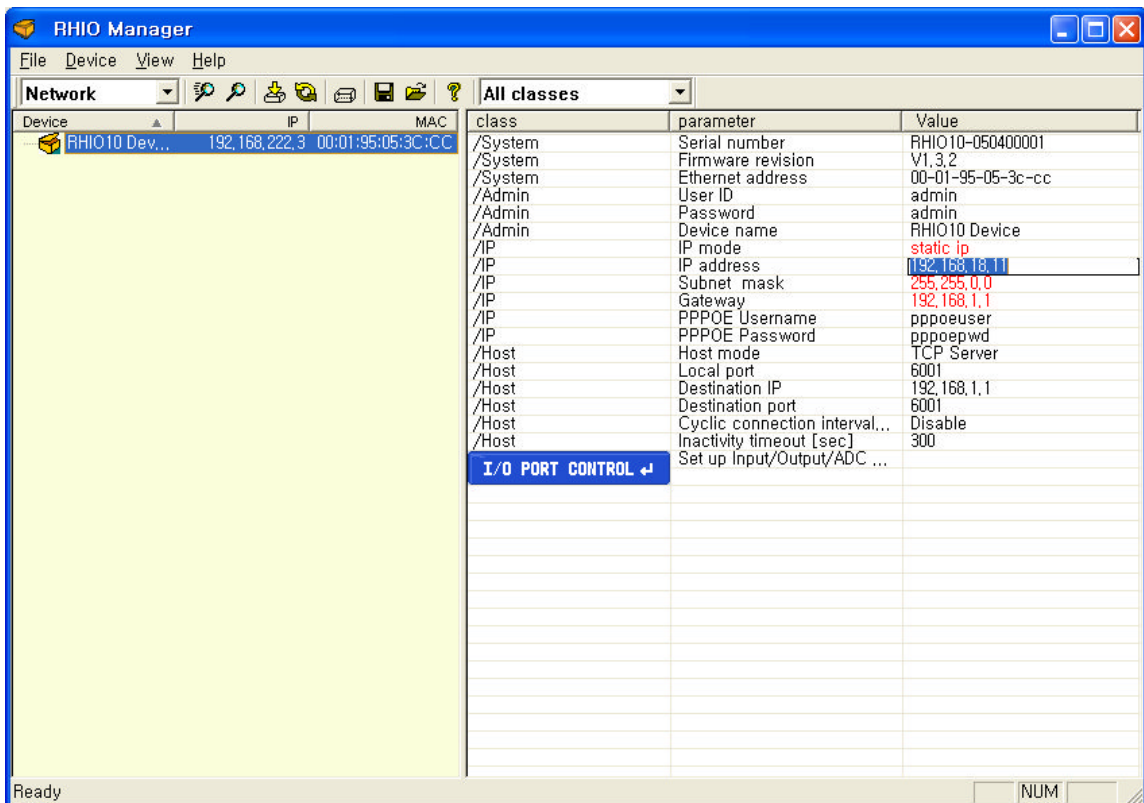 RHIO Manager
File Device View Help
Network All classes
Device IP MAC
RHIO10 Dev... 192,168,222,3 00:01:95:05:3C:CC
class parameter Value
/System Serial number RHIO10-050400001
/System Firmware revision V1,3,2
/System Ethernet address 00-01-95-05-3c-cc
/Admin User ID admin
/Admin Password admin
/Admin Device name RHIO10 Device
/IP IP mode static ip
/IP IP address 192,168,18,11
/IP Subnet mask 255,255,0,0
/IP Gateway 192,168,1,1
/IP PPPOE Username pppoeuser
/IP PPPOE Password pppoepwd
/Host Host mode TCP Server
/Host Local port 6001
/Host Destination IP 192,168,1,1
/Host Destination port 6001
/Host Cyclic connection interval... Disable
/Host Inactivity timeout [sec] 300
I/O PORT CONTROL ↵ Set up Input/Output/ADC ...
Ready NUM